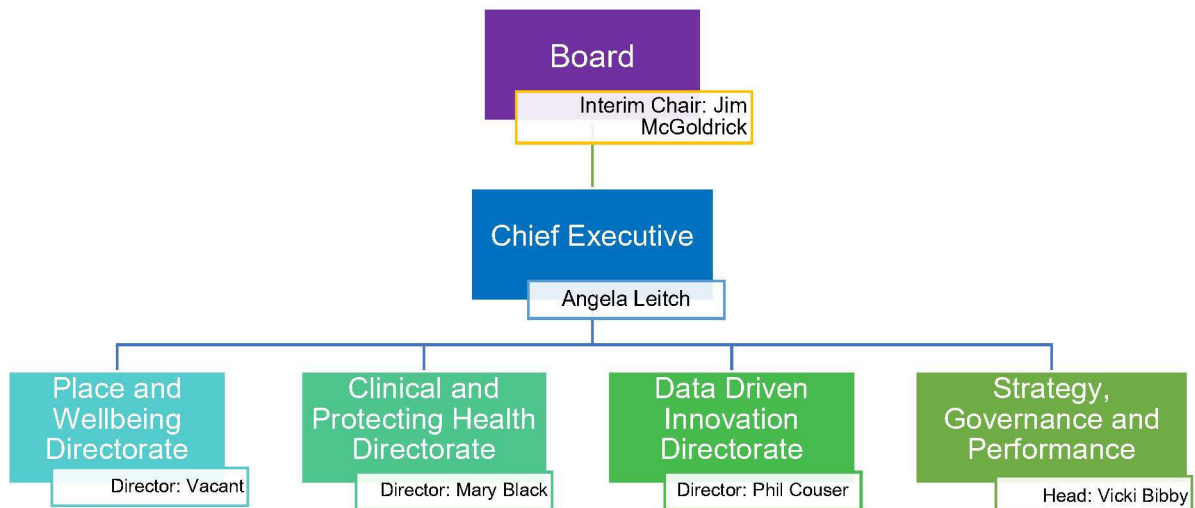 Board
Interim Chair: Jim
McGoldrick
Chief Executive
Angela Leitch
Place and
Wellbeing
Directorate
Director: Vacant
Clinical and
Protecting Health
Directorate
Director: Mary Black
Data Driven
Innovation
Directorate
Director: Phil Couser
Strategy,
Governance and
Performance
Head: Vicki Bibby